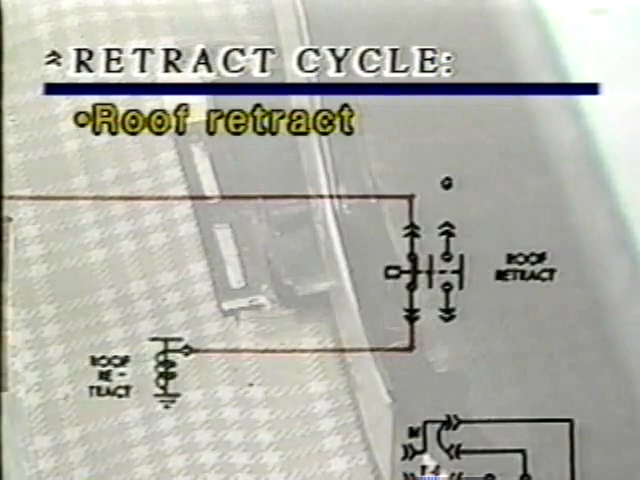 RETRACT CYCLE:
•Roof retract
ROOF
RETRACT
ROOF
RE -
TRACT
M